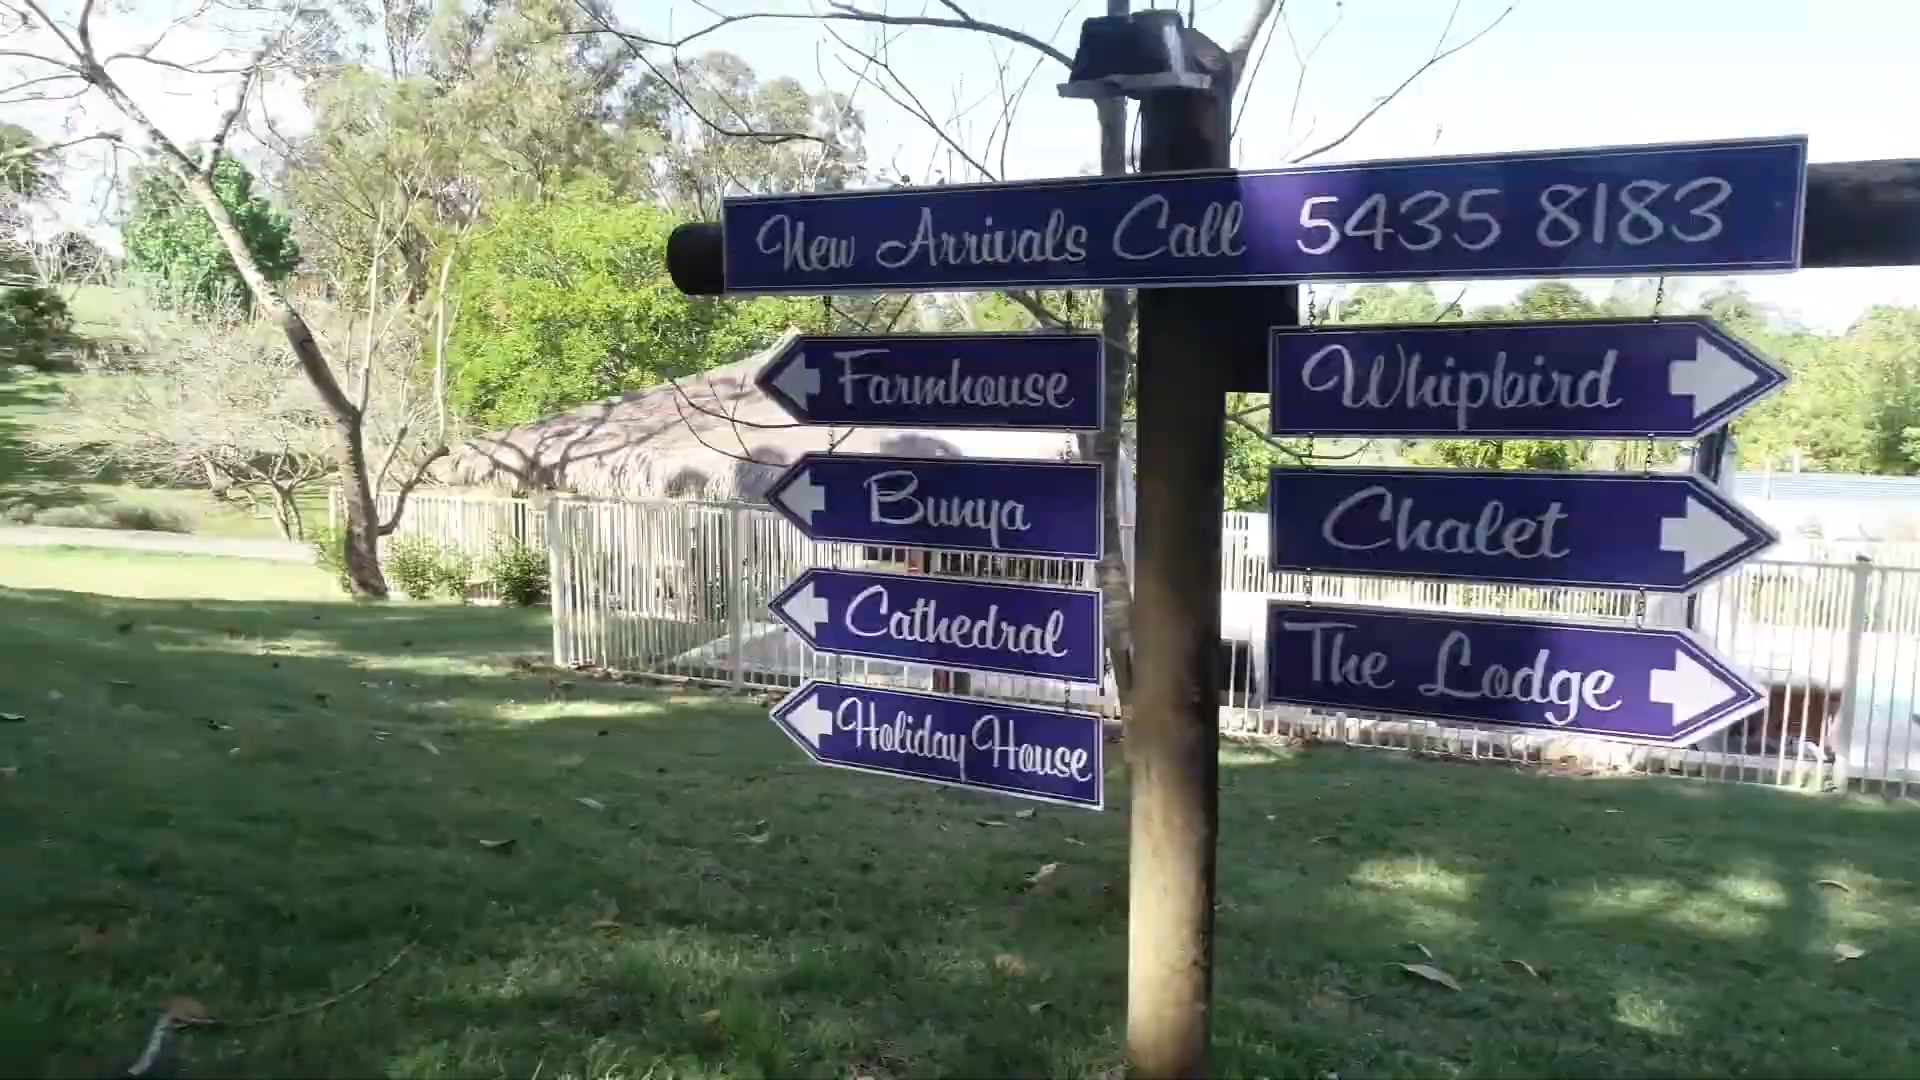 New Arrivals Call 5435 8183
Farmhouse
Bunya
Cathedral
Holiday House
Whipbird
Chalet
The Lodge